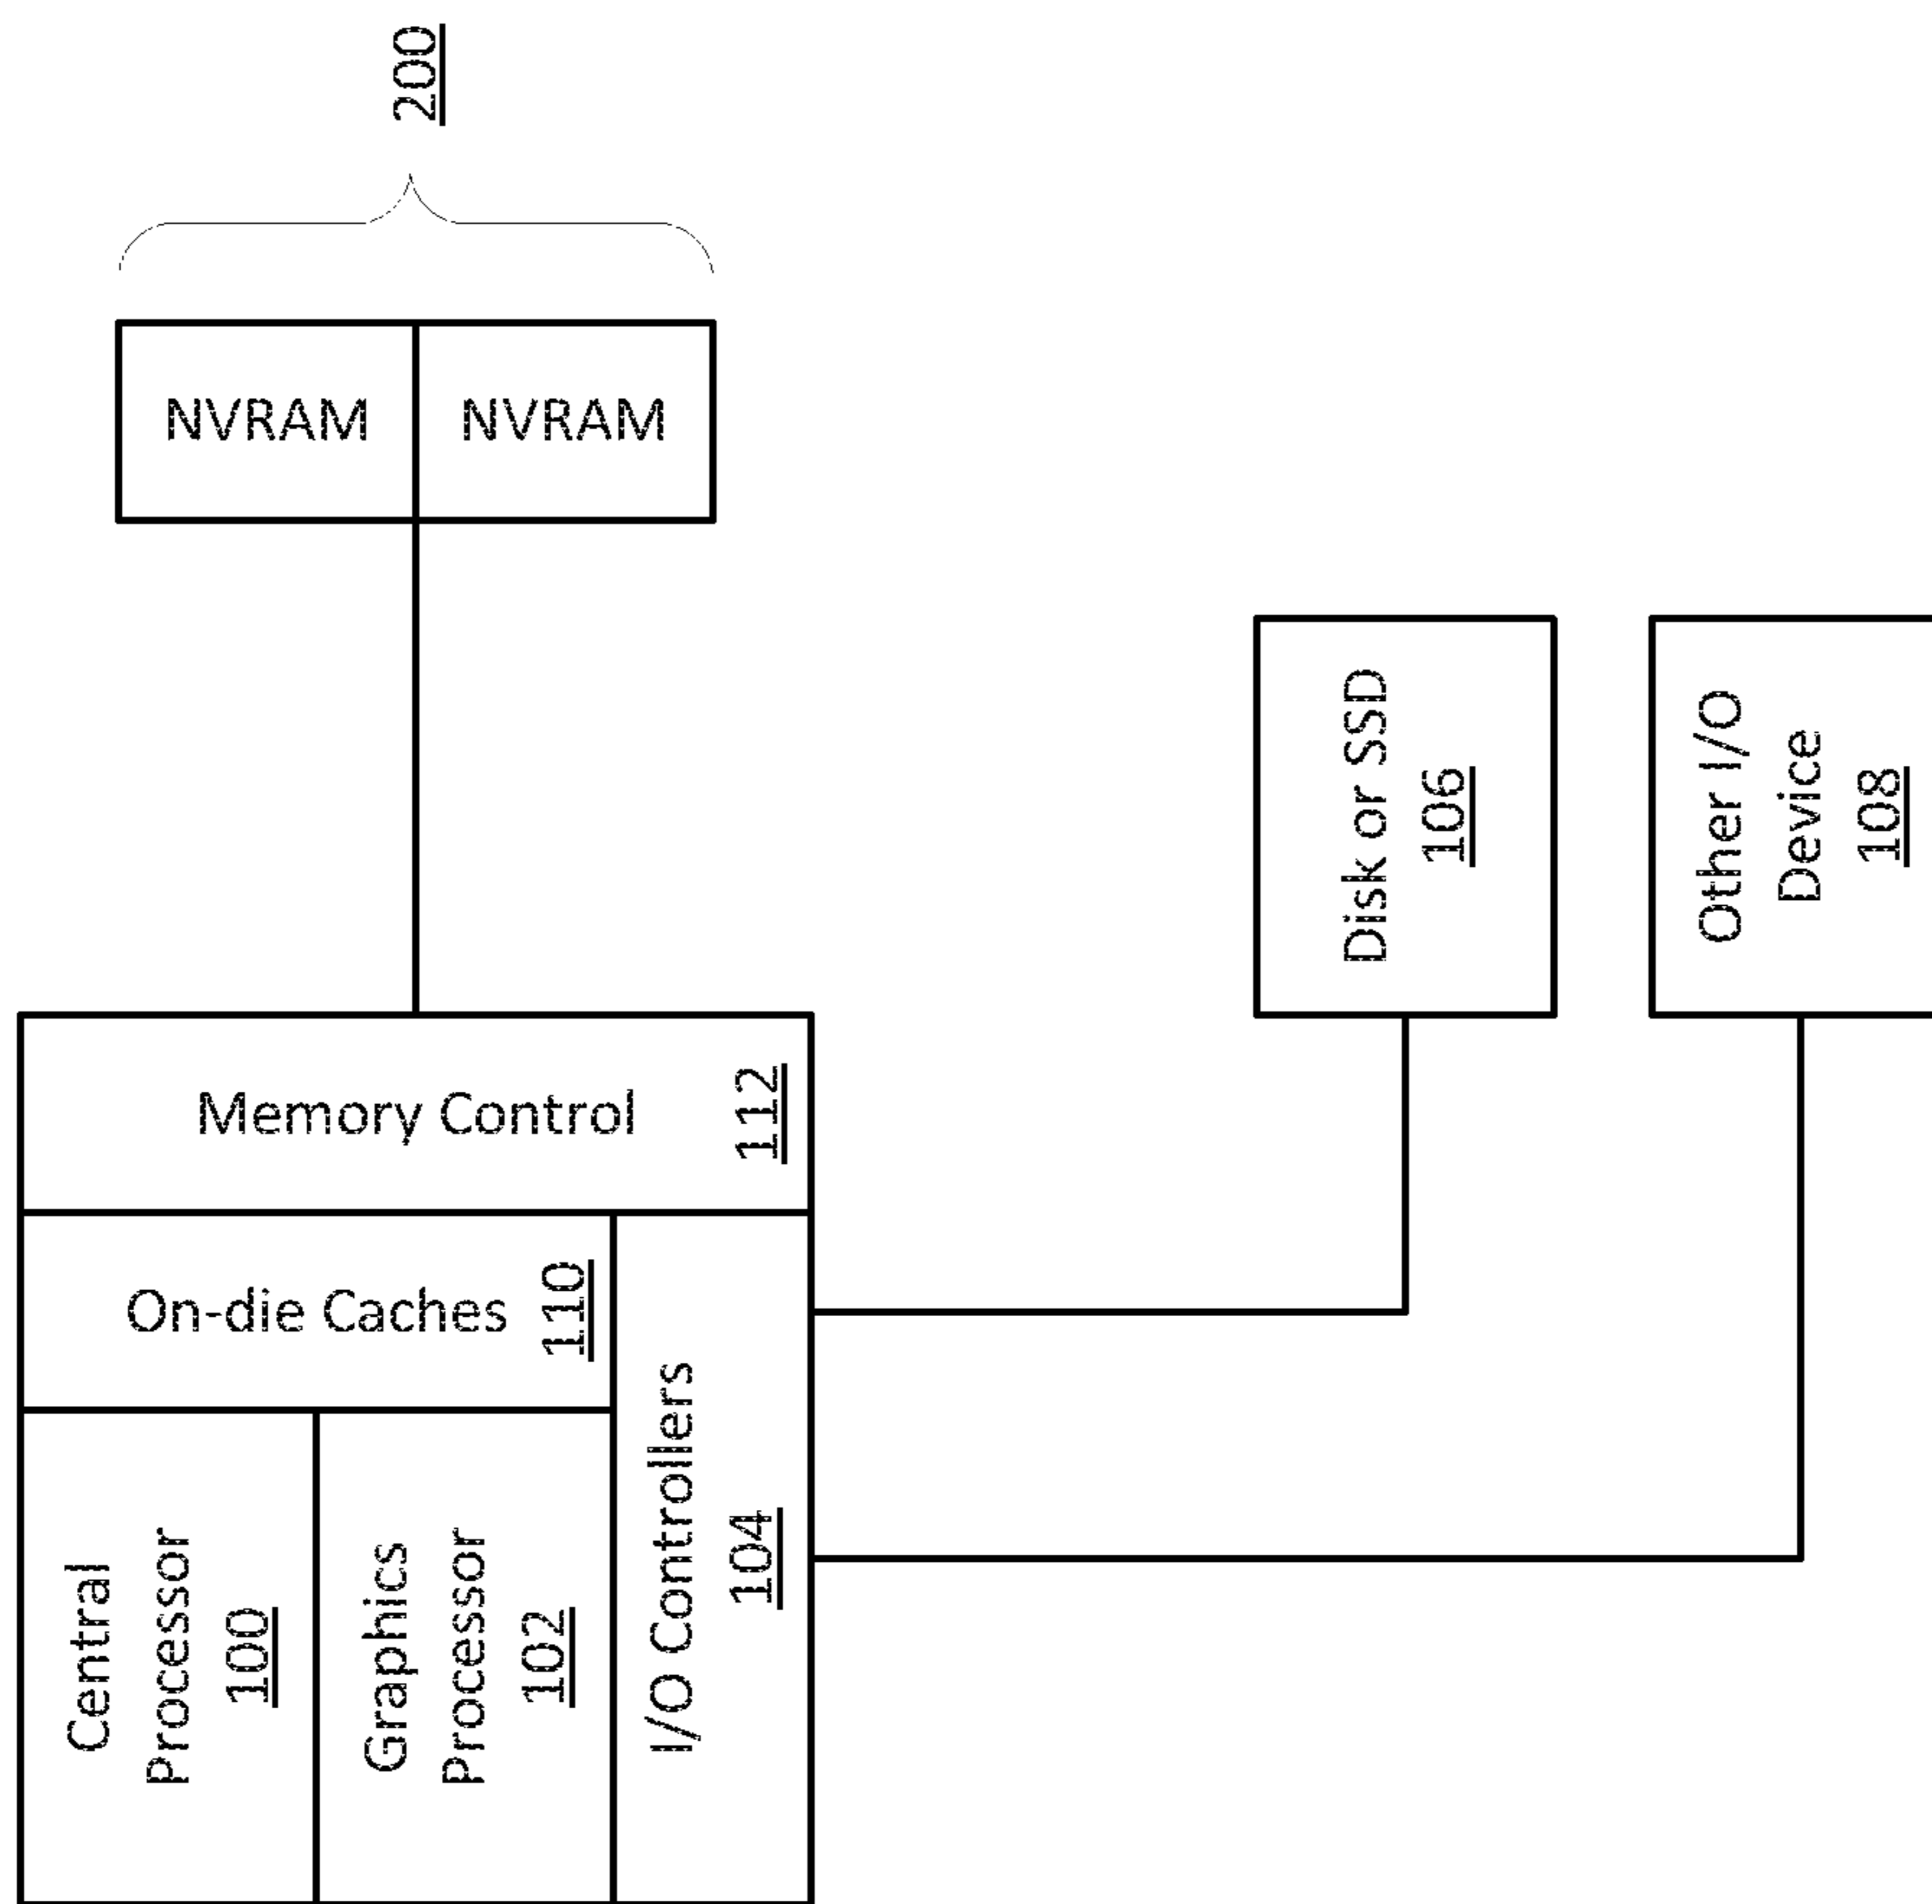 200
NVRAM
NVRAM
Memory Control
112
On-die Caches
110
Central
Processor
100
Graphics
Processor
102
I/O Controllers
104
Disk or SSD
106
Other I/O
Device
108